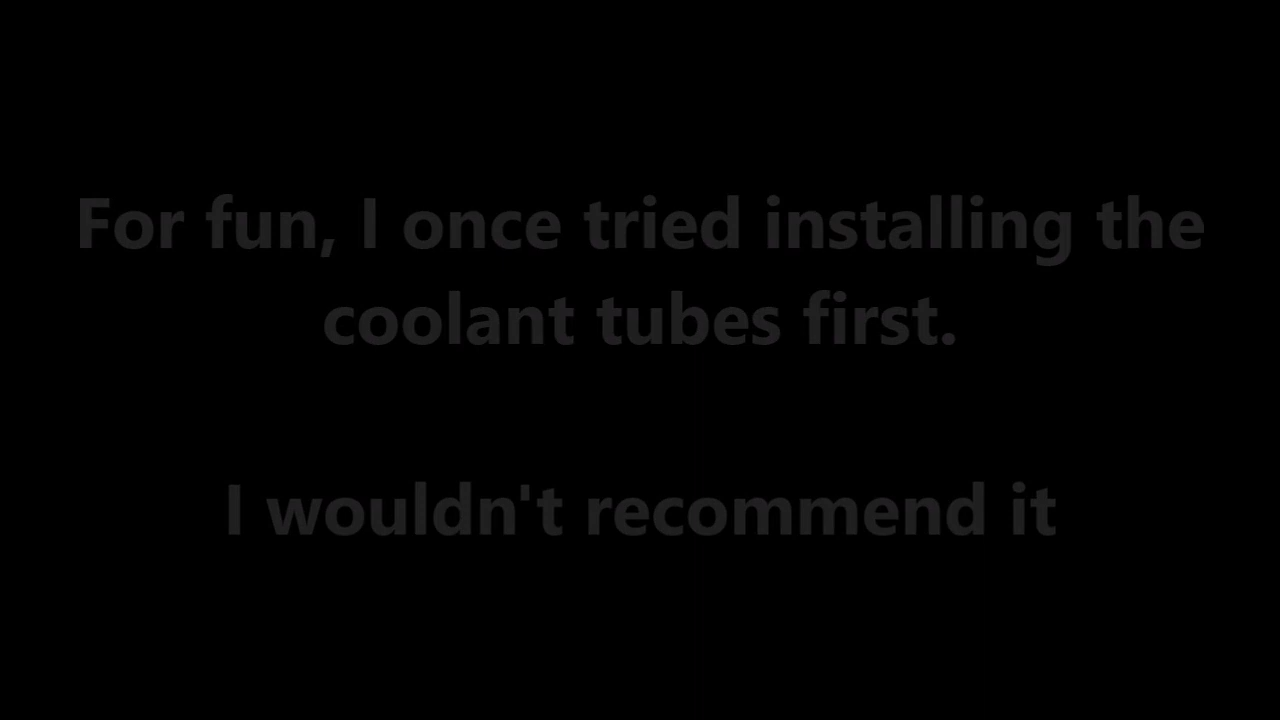 For fun, I once tried installing the
coolant tubes first.
I wouldn't recommend it